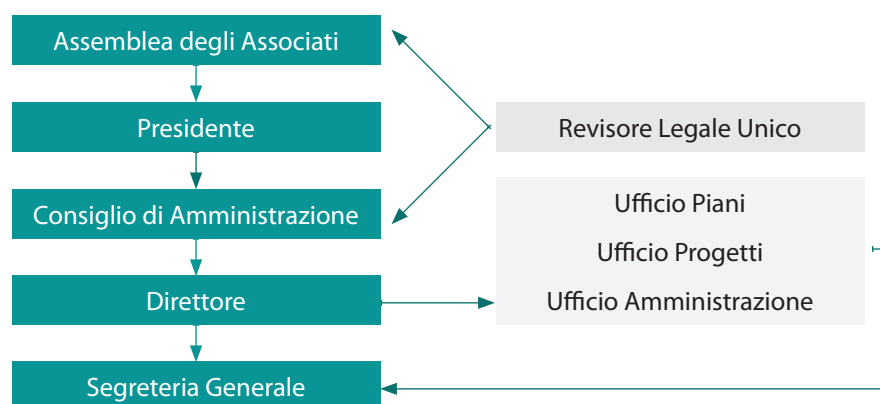 Assemblea degli Associati
Presidente
Consiglio di Amministrazione
Direttore
Segreteria Generale
Revisore Legale Unico
Ufficio Piani
Ufficio Progetti
Ufficio Amministrazione